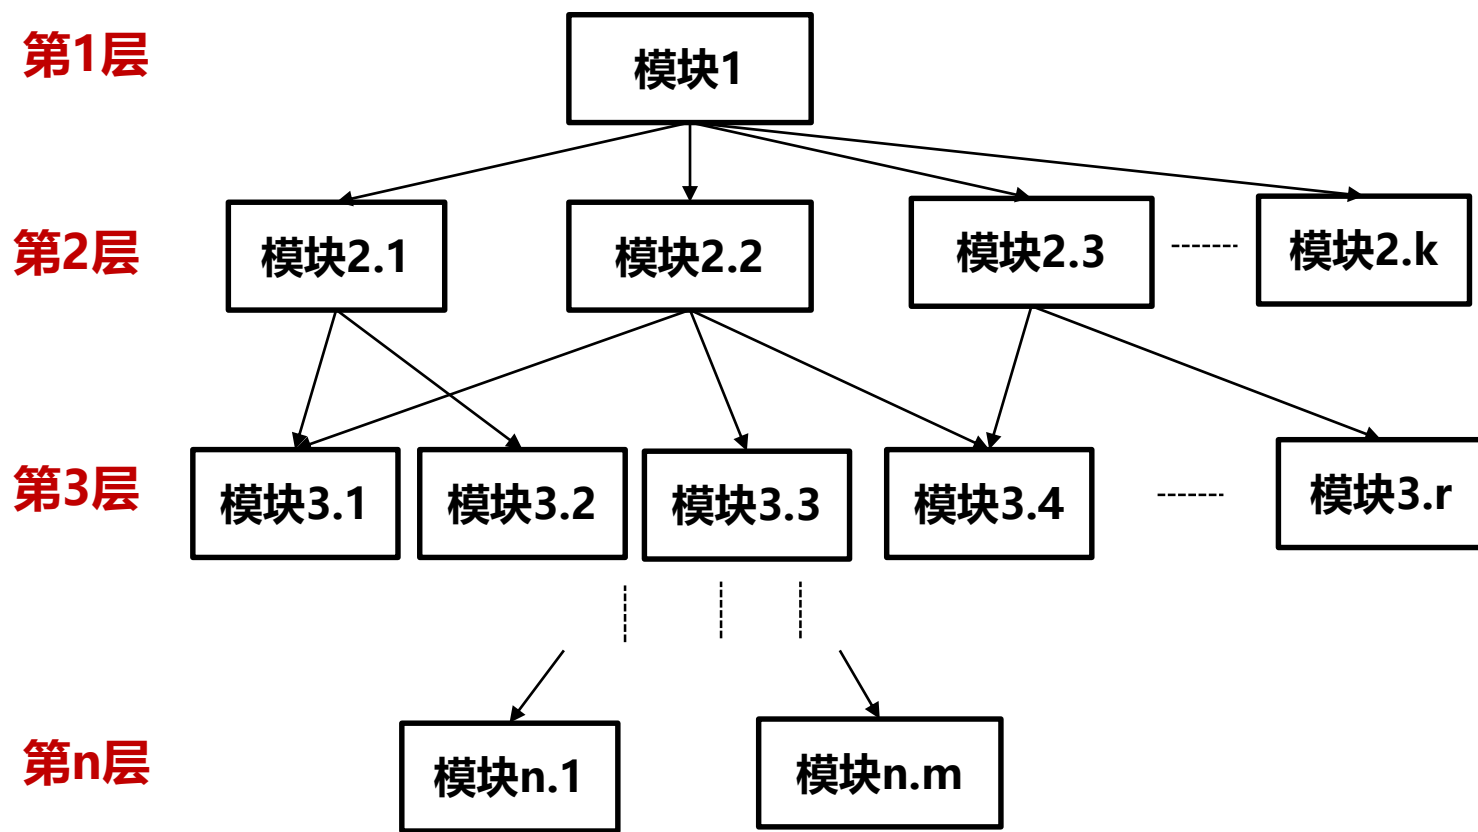 第1层
模块1
第2层
模块2.1
模块2.2
模块2.3
模块2.k
第3层
模块3.1
模块3.2
模块3.3
模块3.4
模块3.r
第n层
模块n.1
模块n.m